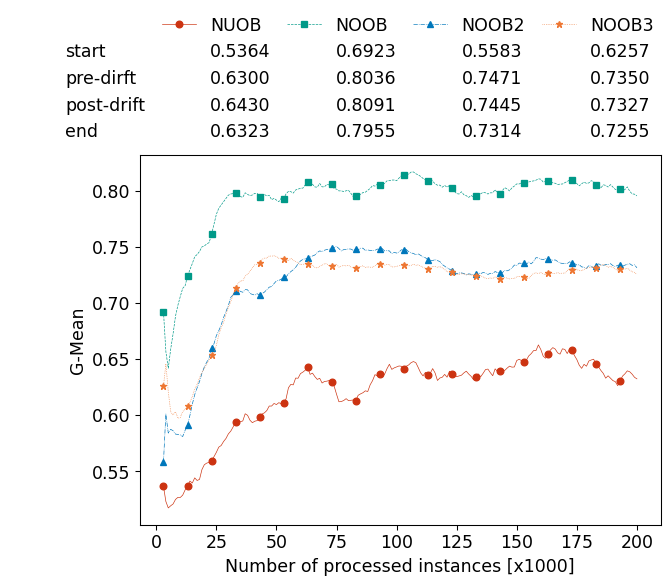 NUOB NOOB NOOB2 NOOB3
start 0.5364 0.6923 0.5583 0.6257
pre-dirft 0.6300 0.8036 0.7471 0.7350
post-drift 0.6430 0.8091 0.7445 0.7327
end 0.6323 0.7955 0.7314 0.7255
0.80
0.75
0.70
0.65
0.60
0.55
G-Mean
0 25 50 75 100 125 150 175 200
Number of processed instances [x1000]